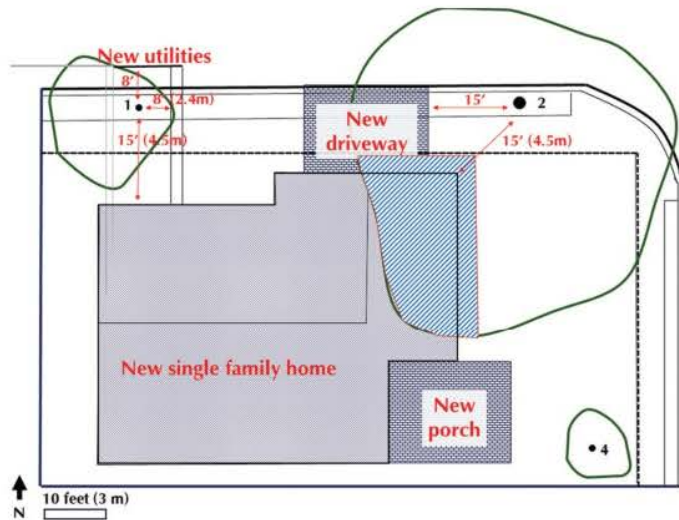 New utilities
8'
1
8' (2.4m)
15'
2
New
driveway
15' (4.5m)
15' (4.5m)
New single family home
New
porch
4
N
10 feet (3 m)